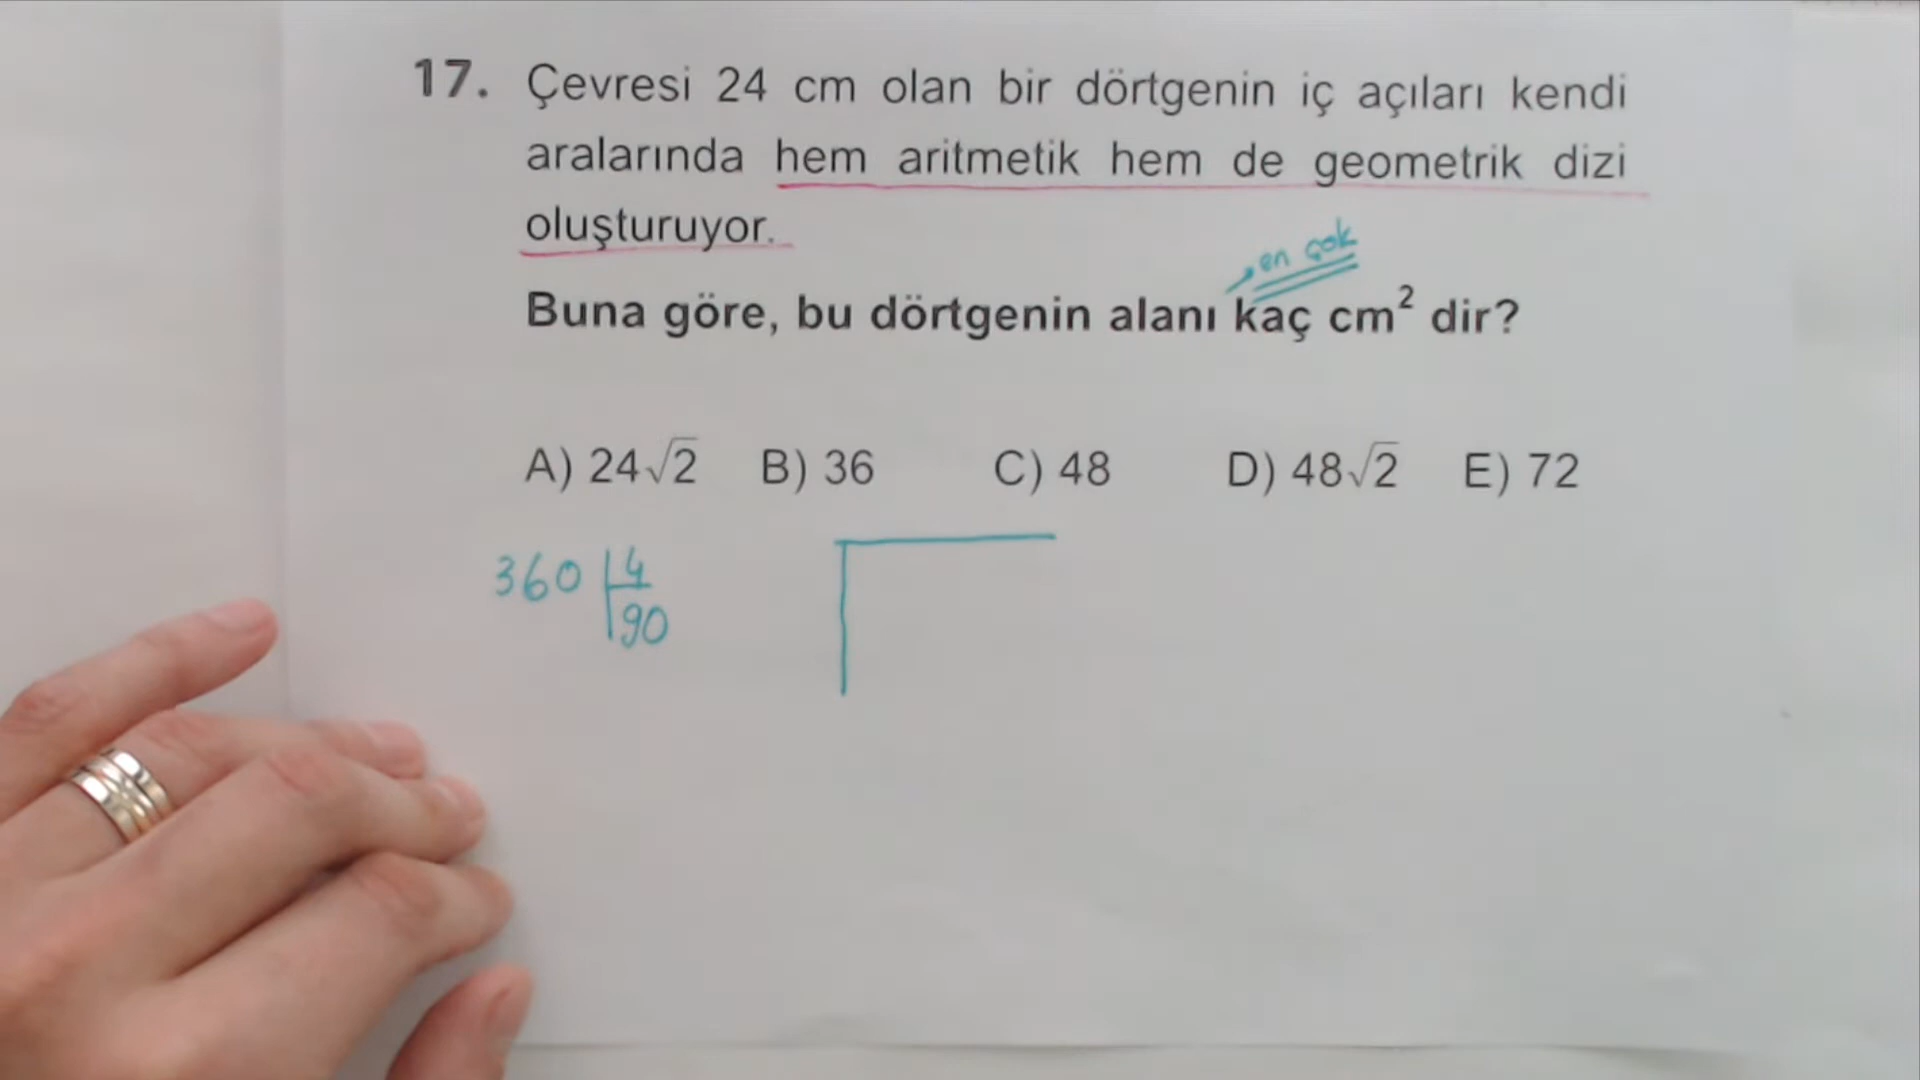 17. Çevresi 24 cm olan bir dörtgenin iç açıları kendi
aralarında hem aritmetik hem de geometrik dizi
oluşturuyor.
en çok
Buna göre, bu dörtgenin alanı kaç cm² dir?
A) 24√2 B) 36 C) 48 D) 48√2 E) 72
360 4
90